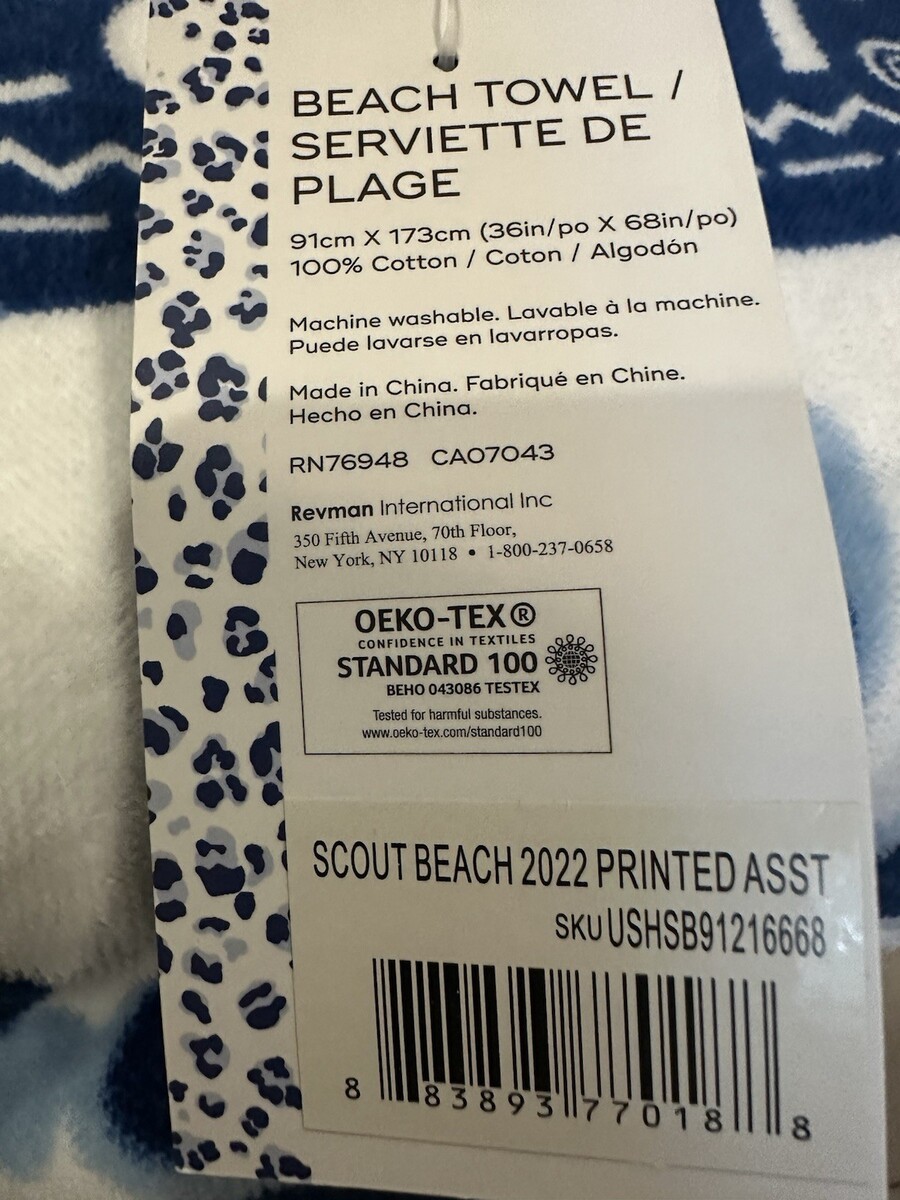 BEACH TOWEL /
SERVIETTE DE
PLAGE
91cm X 173cm (36in/po X 68in/po)
100% Cotton / Coton / Algodón
Machine washable. Lavable à la machine.
Puede lavarse en lavarropas.
Made in China. Fabriqué en Chine.
Hecho en China.
RN76948 CA07043
Revman International Inc
350 Fifth Avenue, 70th Floor,
New York, NY 10118 • 1-800-237-0658
OEKO-TEX®
CONFIDENCE IN TEXTILES
STANDARD 100
BEHO 043086 TESTEX
Tested for harmful substances.
www.oeko-tex.com/standard100
SCOUT BEACH 2022 PRINTED ASST
SKU USHSB91216668
8 83893 77018 8